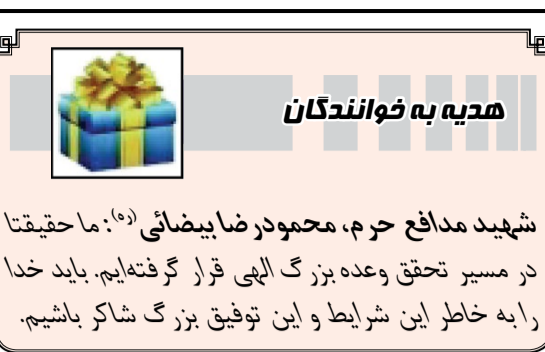 هدیه به خوانندگان
شهید مدافع حرم، محمودرضا بیضائی (ره): ما حقیقتا
در مسیر تحقق وعده بزرگ الهی قرار گرفته‌ایم. باید خدا
را به خاطر این شرایط و این توفیق بزرگ شاکر باشیم.